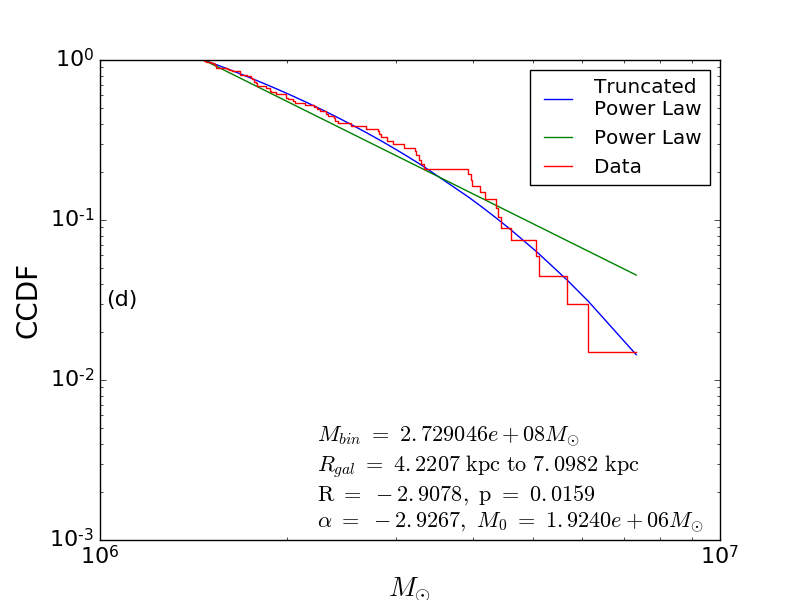 10⁰
Truncated
Power Law
Power Law
Data
10⁻¹
CCDF
(d)
10⁻²
M_bin = 2.729046e+08M_⊙
R_gal = 4.2207 kpc to 7.0982 kpc
R = −2.9078, p = 0.0159
α = −2.9267, M_0 = 1.9240e+06M_⊙
10⁻³
10⁶ 10⁷
M_⊙